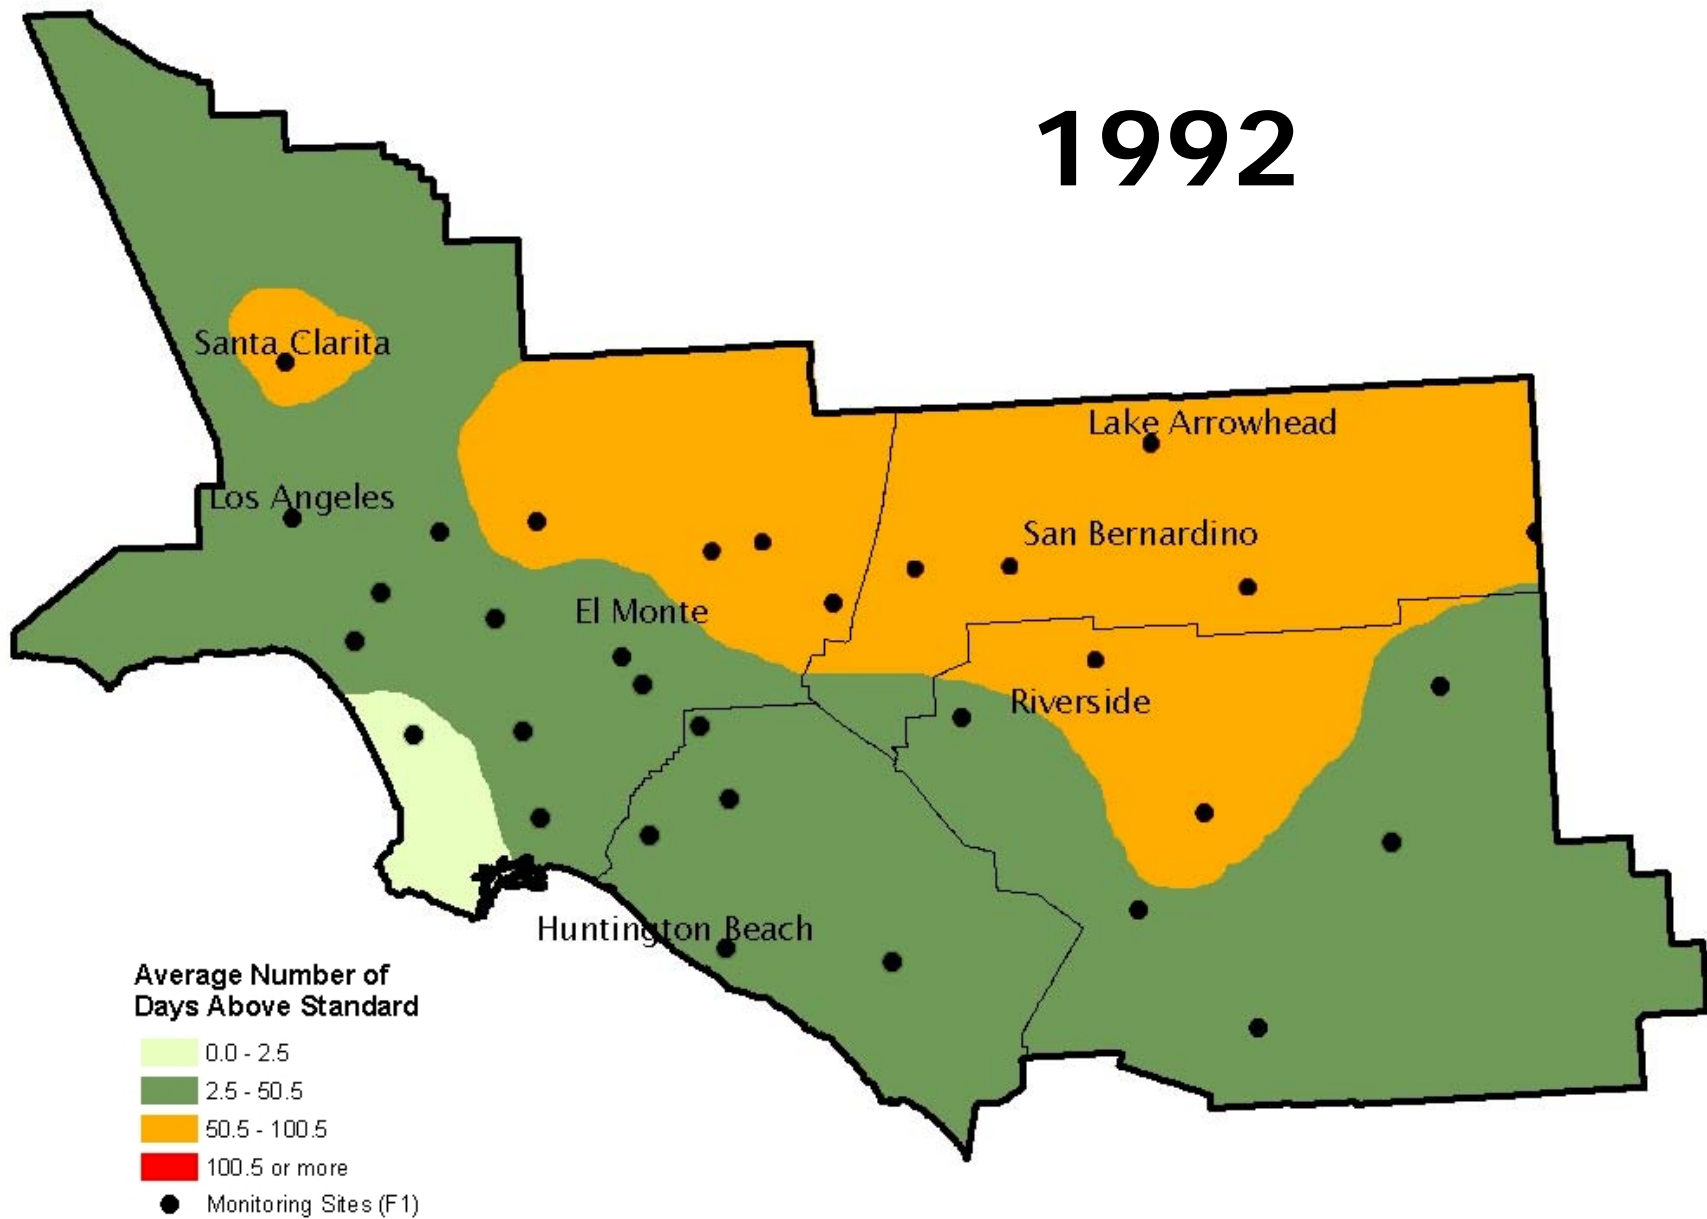 1992
Santa Clarita
Lake Arrowhead
Los Angeles
San Bernardino
El Monte
Riverside
Huntington Beach
Average Number of
Days Above Standard
0.0 - 2.5
2.5 - 50.5
50.5 - 100.5
100.5 or more
Monitoring Sites (F1)